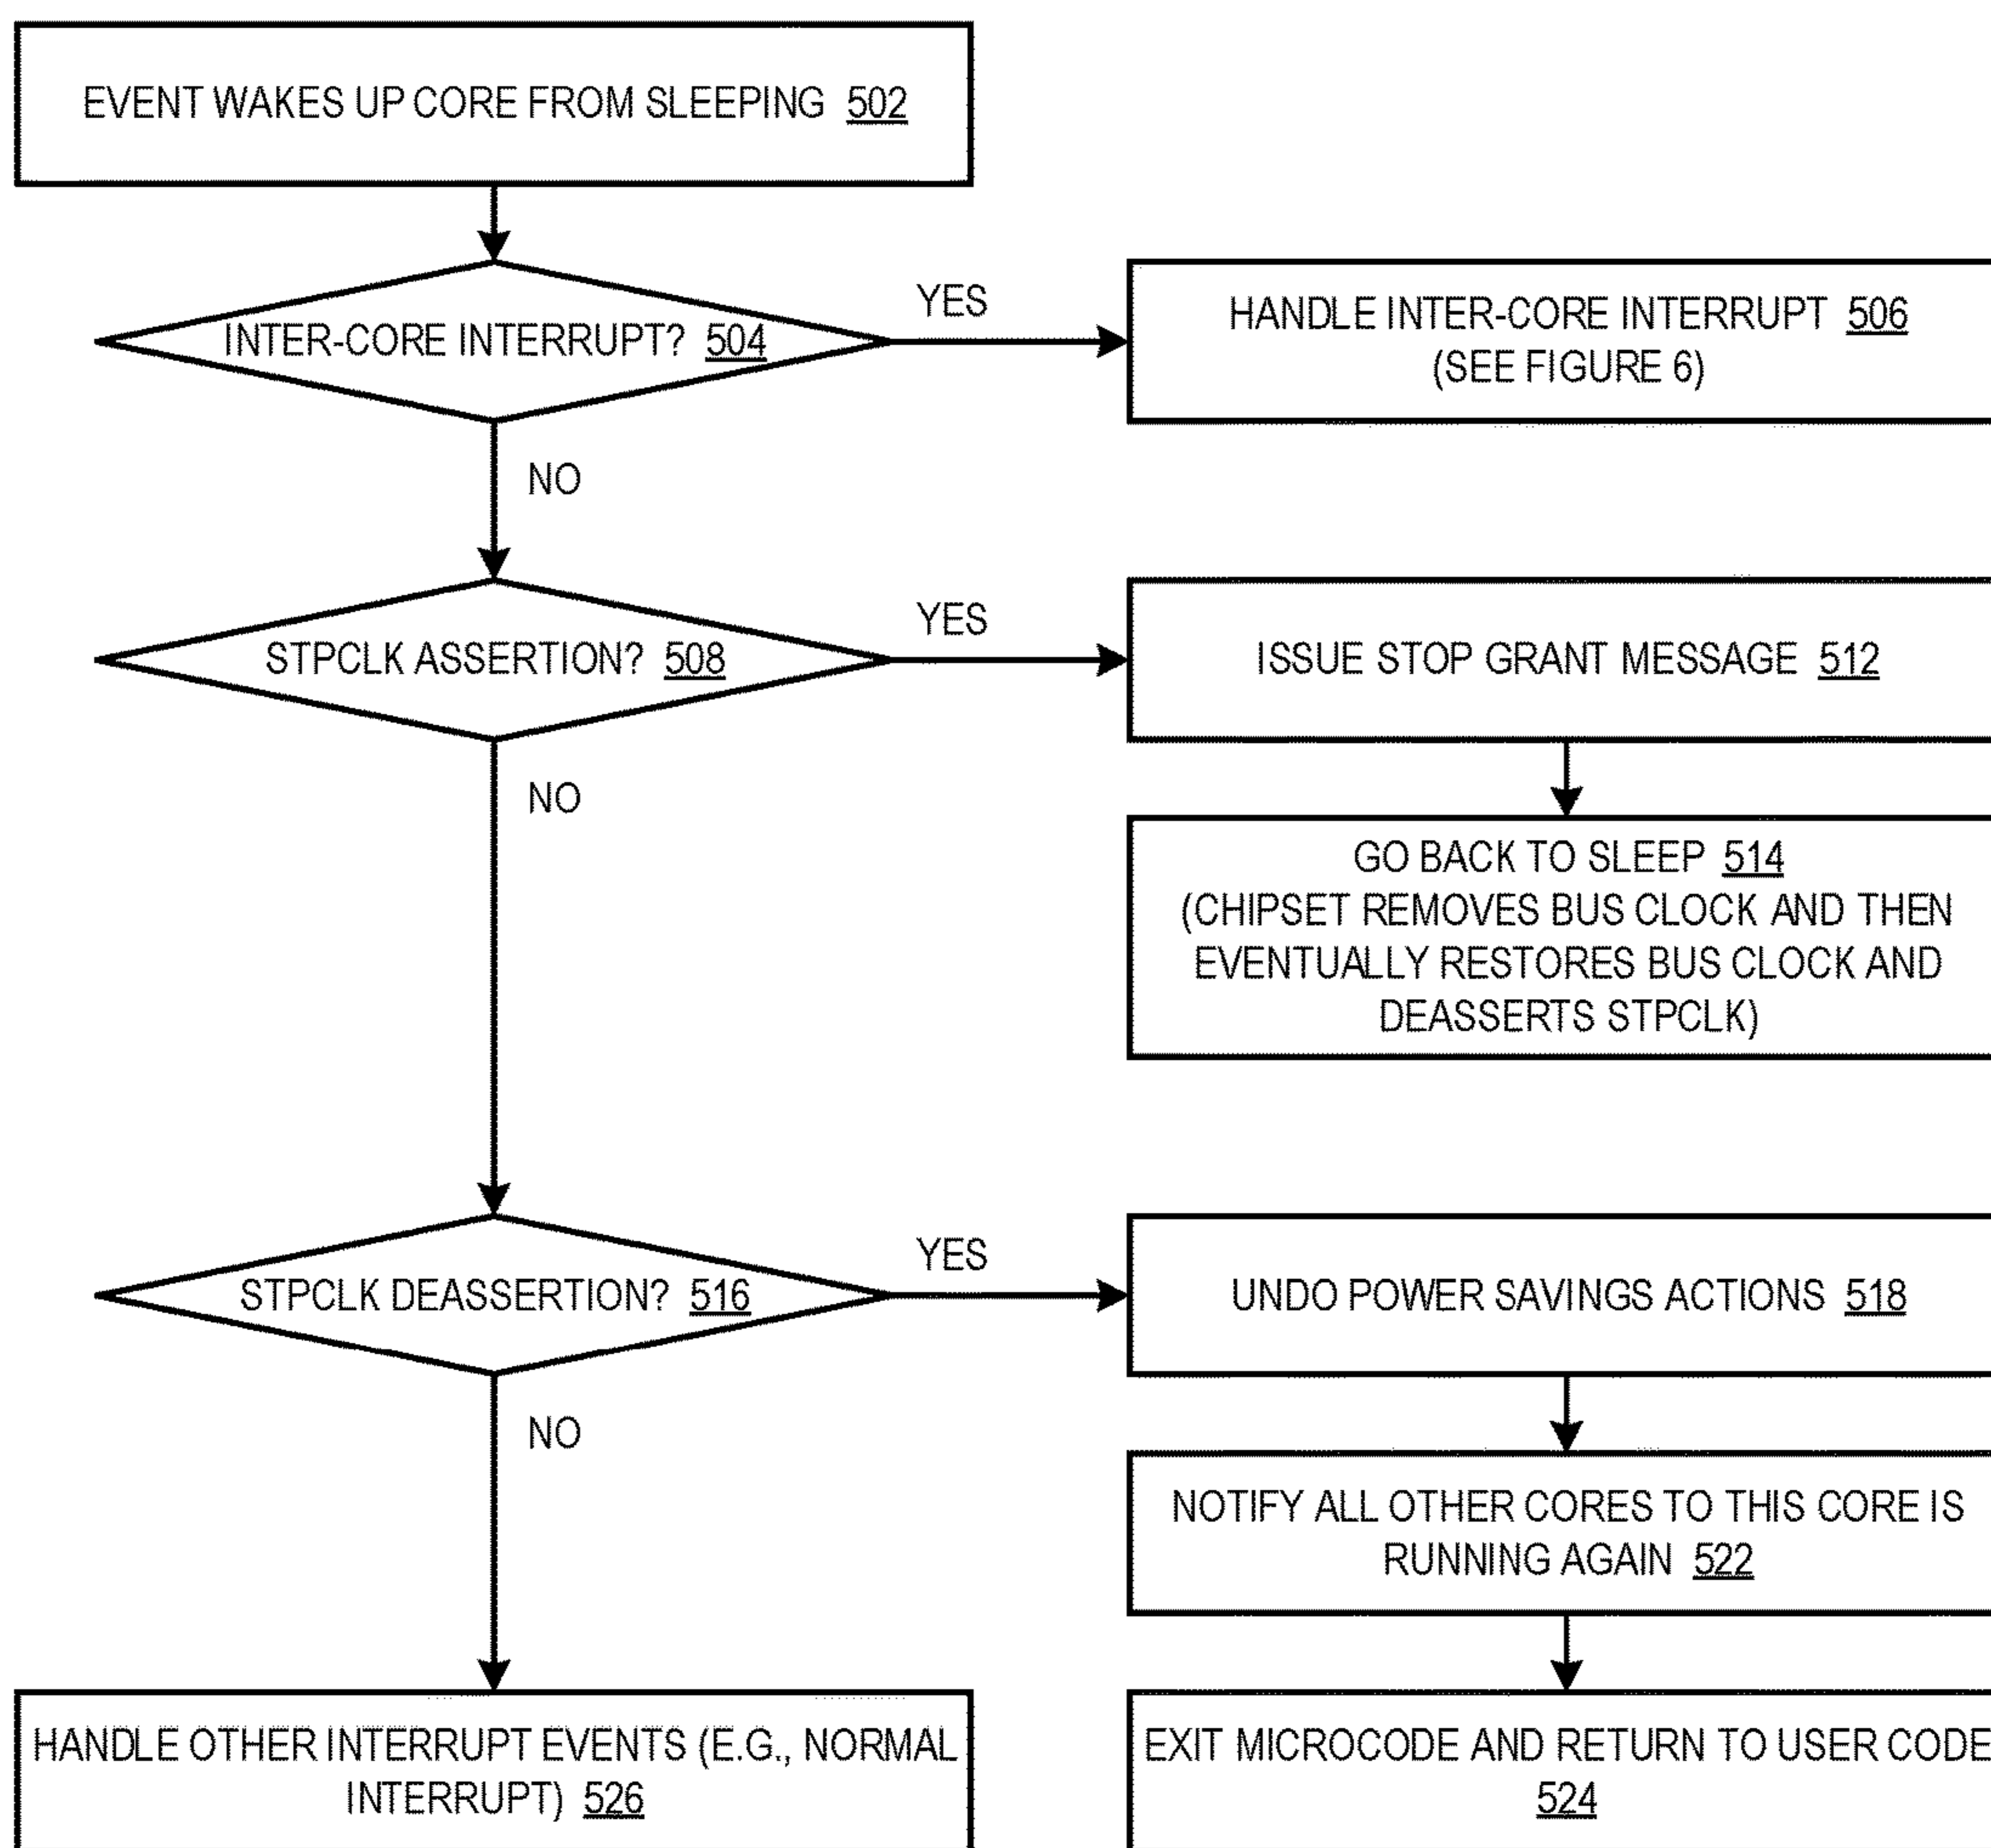 EVENT WAKES UP CORE FROM SLEEPING 502
INTER-CORE INTERRUPT? 504
YES
HANDLE INTER-CORE INTERRUPT 506
(SEE FIGURE 6)
NO
STPCLK ASSERTION? 508
YES
ISSUE STOP GRANT MESSAGE 512
NO
GO BACK TO SLEEP 514
(CHIPSET REMOVES BUS CLOCK AND THEN
EVENTUALLY RESTORES BUS CLOCK AND
DEASSERTS STPCLK)
STPCLK DEASSERTION? 516
YES
UNDO POWER SAVINGS ACTIONS 518
NO
NOTIFY ALL OTHER CORES TO THIS CORE IS
RUNNING AGAIN 522
HANDLE OTHER INTERRUPT EVENTS (E.G., NORMAL
INTERRUPT) 526
EXIT MICROCODE AND RETURN TO USER CODE
524